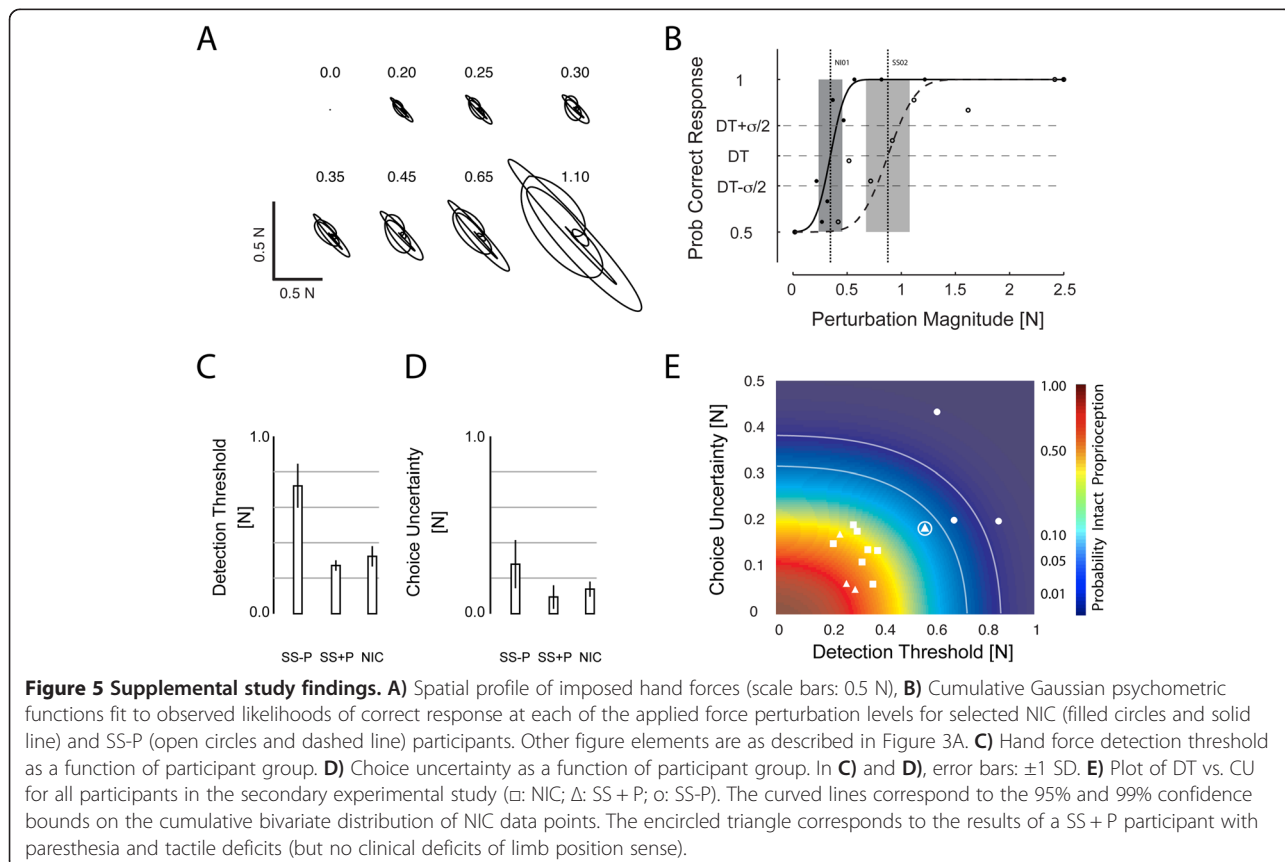 A
0.0
0.20
0.25
0.30
0.35
0.45
0.65
1.10
0.5 N
0.5 N
B
NI01
SS02
Prob Correct Response
1
DT+σ/2
DT
DT-σ/2
0.5
0
0.5
1
1.5
2
2.5
Perturbation Magnitude [N]
C
Detection Threshold
[N]
1.0
0.0
SS-P SS+P NIC
D
Choice Uncertainty
[N]
1.0
0.0
SS-P SS+P NIC
E
Choice Uncertainty [N]
0.5
0.4
0.3
0.2
0.1
0
0
0.2
0.4
0.6
0.8
1
Detection Threshold [N]
1.00
0.50
0.10
0.05
0.01
Probability Intact Proprioception
Figure 5 Supplemental study findings. A) Spatial profile of imposed hand forces (scale bars: 0.5 N), B) Cumulative Gaussian psychometric
functions fit to observed likelihoods of correct response at each of the applied force perturbation levels for selected NIC (filled circles and solid
line) and SS-P (open circles and dashed line) participants. Other figure elements are as described in Figure 3A. C) Hand force detection threshold
as a function of participant group. D) Choice uncertainty as a function of participant group. In C) and D), error bars: ±1 SD. E) Plot of DT vs. CU
for all participants in the secondary experimental study (□: NIC; Δ: SS + P; o: SS-P). The curved lines correspond to the 95% and 99% confidence
bounds on the cumulative bivariate distribution of NIC data points. The encircled triangle corresponds to the results of a SS + P participant with
paresthesia and tactile deficits (but no clinical deficits of limb position sense).